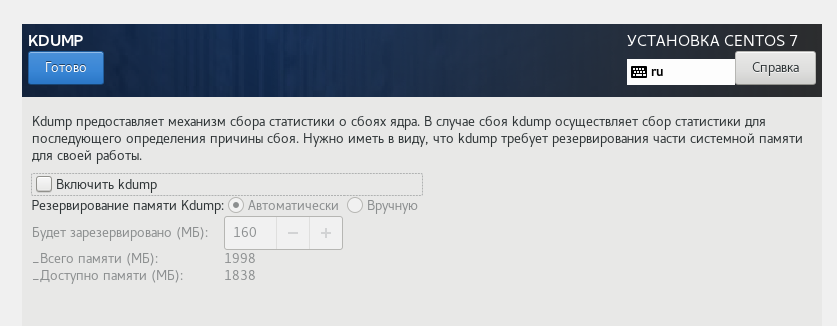 KDUMP
УСТАНОВКА CENTOS 7
Готово
ru
Справка
Kdump предоставляет механизм сбора статистики о сбоях ядра. В случае сбоя kdump осуществляет сбор статистики для
последующего определения причины сбоя. Нужно иметь в виду, что kdump требует резервирования части системной памяти
для своей работы.
Включить kdump
Резервирование памяти Kdump: Автоматически Вручную
Будет зарезервировано (МБ): 160 − +
_Всего памяти (МБ): 1998
_Доступно памяти (МБ): 1838